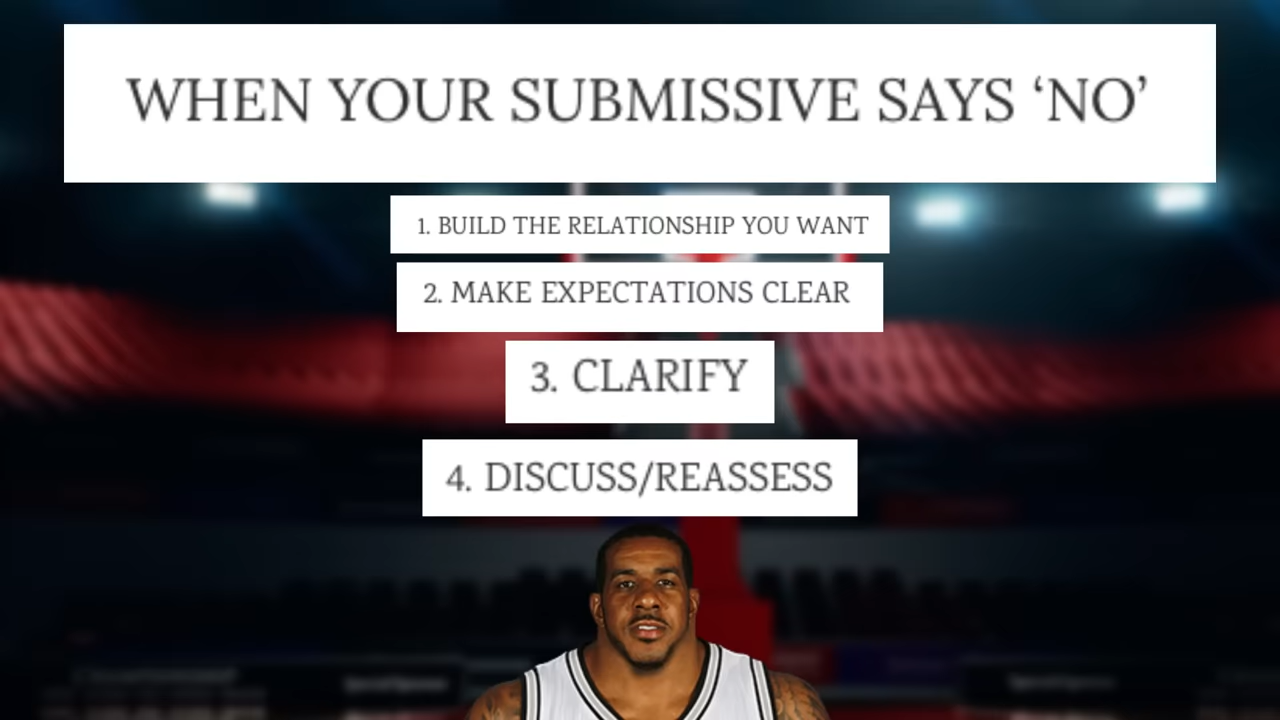 WHEN YOUR SUBMISSIVE SAYS ‘NO’
1. BUILD THE RELATIONSHIP YOU WANT
2. MAKE EXPECTATIONS CLEAR
3. CLARIFY
4. DISCUSS/REASSESS